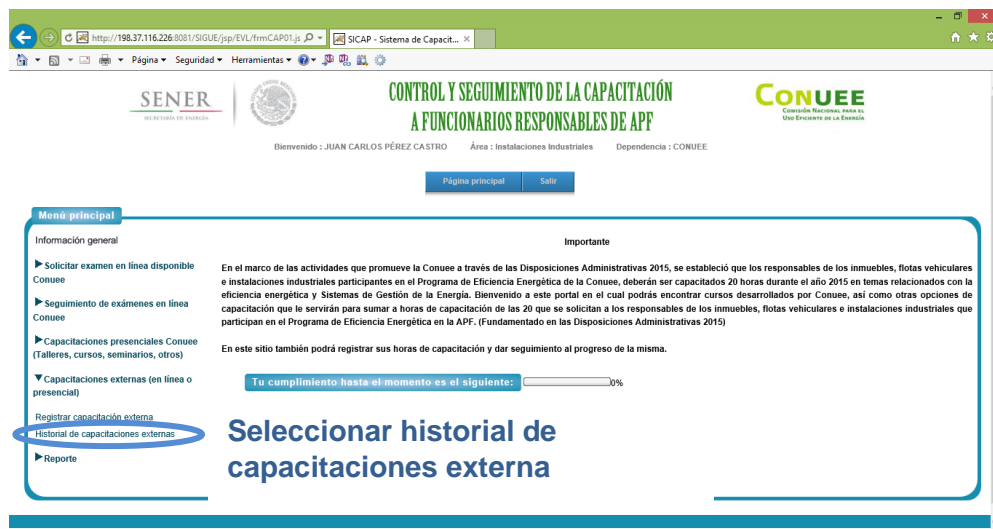 http://198.37.116.226:8081/SIGUE/jsp/EVL/frmCAP01.js
SICAP - Sistema de Capacit...
Página
Seguridad
Herramientas
SENER
SECRETARÍA DE ENERGÍA
CONTROL Y SEGUIMIENTO DE LA CAPACITACIÓN
A FUNCIONARIOS RESPONSABLES DE APF
CONUEE
COMISIÓN NACIONAL PARA EL
USO EFICIENTE DE LA ENERGÍA
Bienvenido : JUAN CARLOS PÉREZ CASTRO Área : Instalaciones Industriales Dependencia : CONUEE
Página principal Salir
Menú principal
Información general
Solicitar examen en línea disponible
Conuee
Seguimiento de exámenes en línea
Conuee
Capacitaciones presenciales Conuee
(Talleres, cursos, seminarios, otros)
Capacitaciones externas (en línea o
presencial)
Registrar capacitación externa
Historial de capacitaciones externas
Reporte
Importante
En el marco de las actividades que promueve la Conuee a través de las Disposiciones Administrativas 2015, se estableció que los responsables de los inmuebles, flotas vehiculares
e instalaciones industriales participantes en el Programa de Eficiencia Energética de la Conuee, deberán ser capacitados 20 horas durante el año 2015 en temas relacionados con la
eficiencia energética y Sistemas de Gestión de la Energía. Bienvenido a este portal en el cual podrás encontrar cursos desarrollados por Conuee, así como otras opciones de
capacitación que le servirán para sumar a horas de capacitación de las 20 que se solicitan a los responsables de los inmuebles, flotas vehiculares e instalaciones industriales que
participan en el Programa de Eficiencia Energética en la APF. (Fundamentado en las Disposiciones Administrativas 2015)
En este sitio también podrá registrar sus horas de capacitación y dar seguimiento al progreso de la misma.
Tu cumplimiento hasta el momento es el siguiente: 0%
Seleccionar historial de
capacitaciones externa